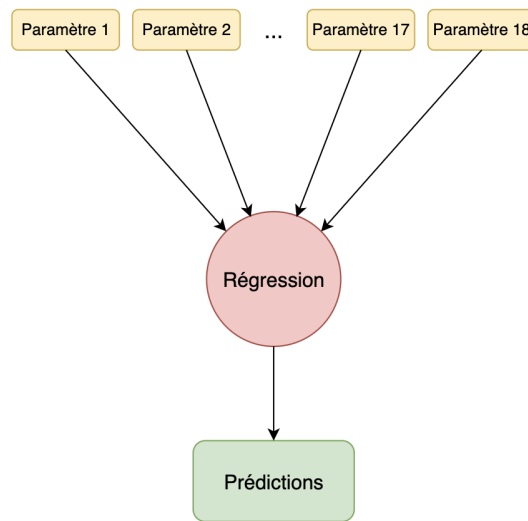 Paramètre 1
Paramètre 2
...
Paramètre 17
Paramètre 18
Régression
Prédictions